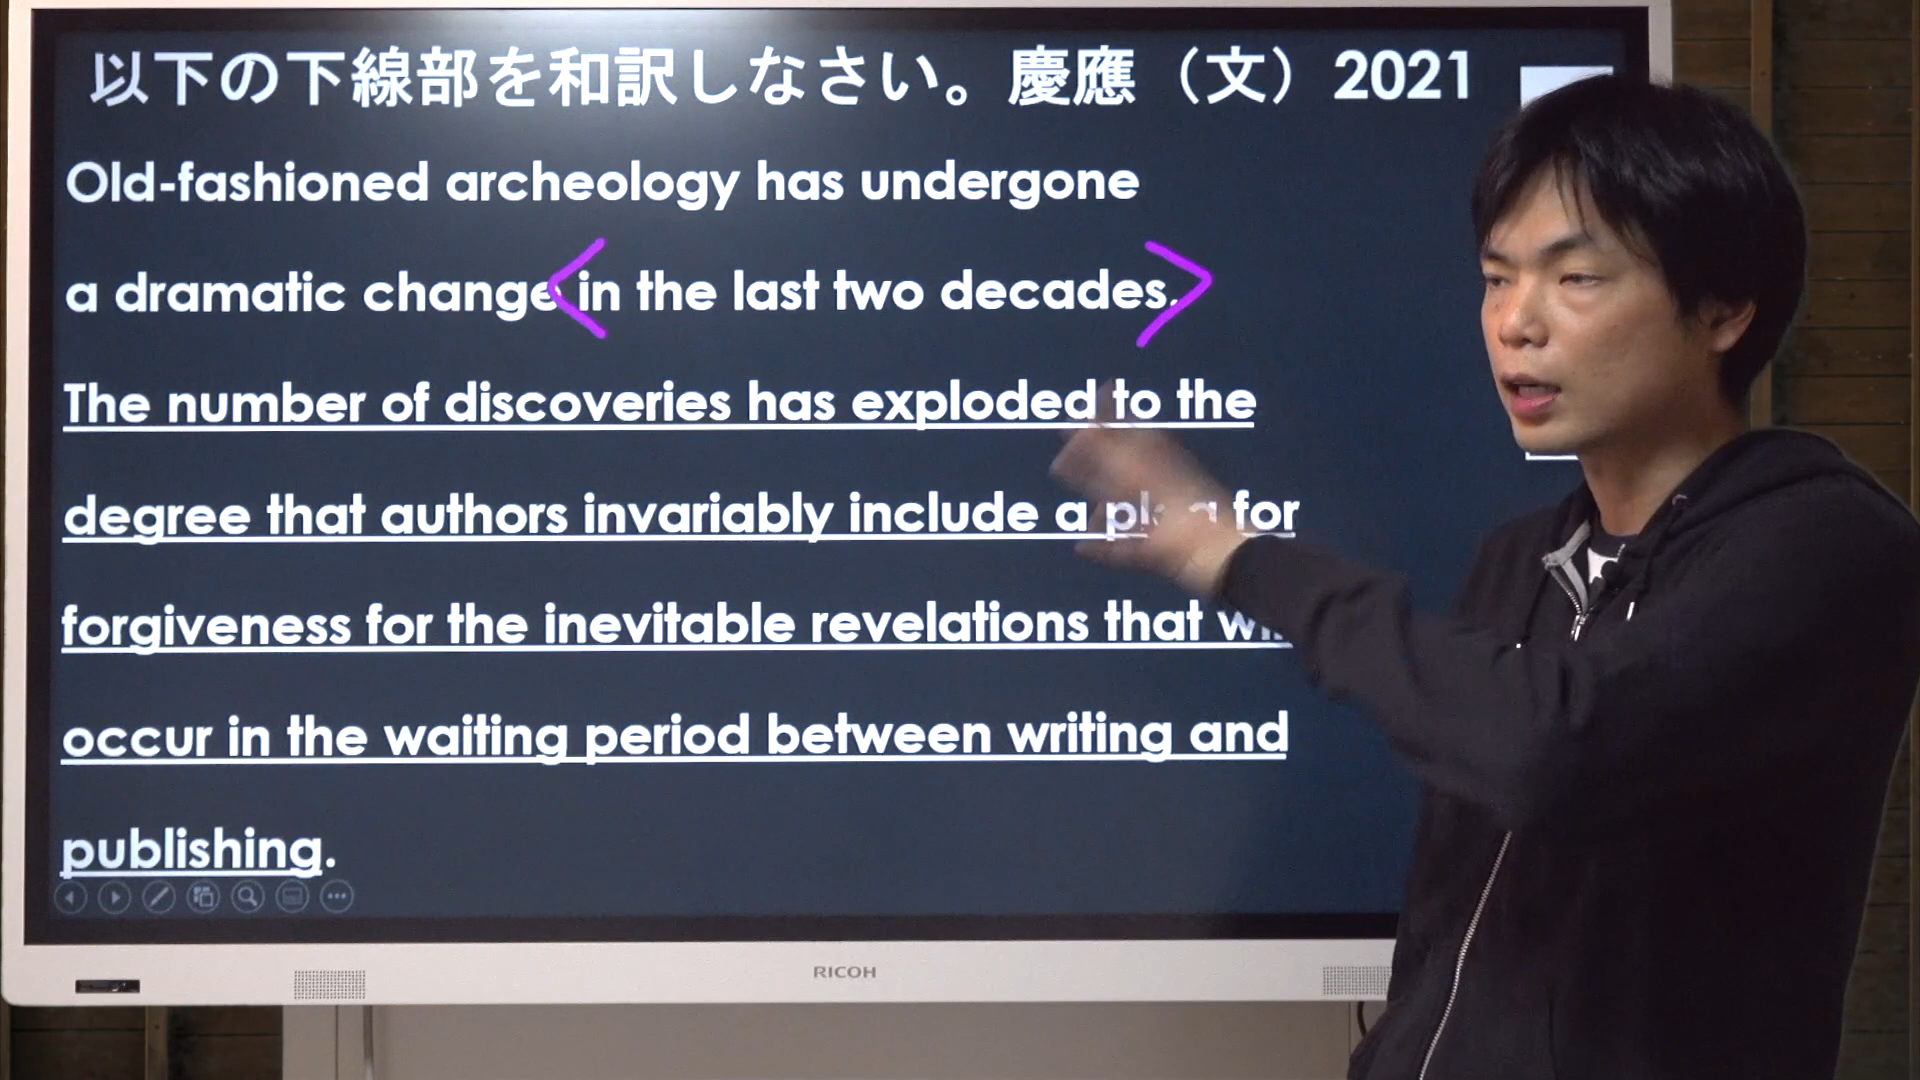 以下の下線部を和訳しなさい。慶應（文）2021
Old-fashioned archeology has undergone
a dramatic change in the last two decades.
The number of discoveries has exploded to the
degree that authors invariably include a for
forgiveness for the inevitable revelations that
occur in the waiting period between writing and
publishing.
RICOH